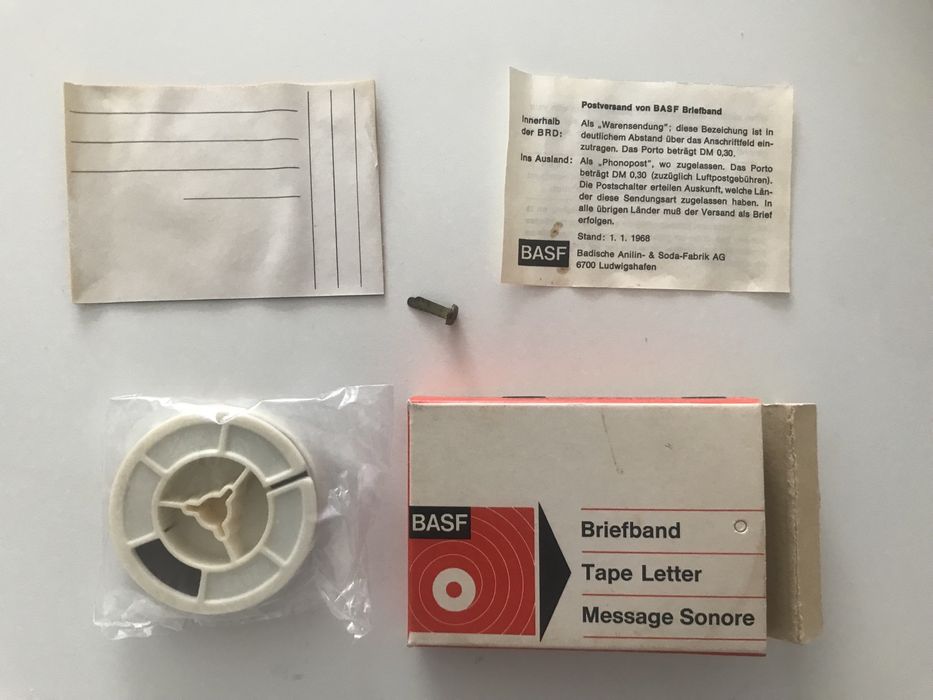 Postversand von BASF Briefband
Innerhalb der BRD:
Als „Warensendung"; diese Bezeichung ist in
deutlichem Abstand über das Anschriftfeld ein-
zutragen. Das Porto beträgt DM 0,30.
Ins Ausland:
Als „Phonopost", wo zugelassen. Das Porto
beträgt DM 0,30 (zuzüglich Luftpostgebühren).
Die Postschalter erteilen Auskunft, welche Län-
der diese Sendungsart zugelassen haben. In
alle übrigen Länder muß der Versand als Brief
erfolgen.
Stand: 1. 1. 1968
BASF
Badische Anilin- & Soda-Fabrik AG
6700 Ludwigshafen
BASF
Briefband
Tape Letter
Message Sonore